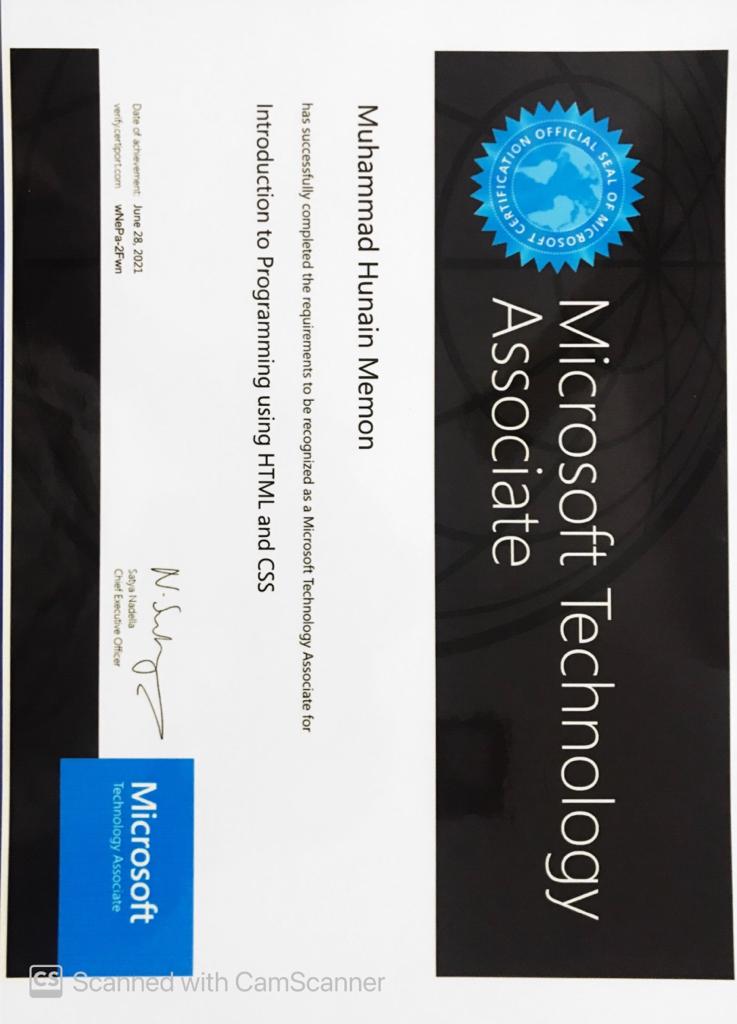 OFFICIAL SEAL OF MICROSOFT CERTIFICATION
Microsoft Technology
Associate
Muhammad Hunain Memon
has successfully completed the requirements to be recognized as a Microsoft Technology Associate for
Introduction to Programming using HTML and CSS
Date of achievement: June 28, 2021
verify.certiport.com wNePa-2Fwn
N. Satya
Satya Nadella
Chief Executive Officer
Microsoft
Technology Associate
CS Scanned with CamScanner